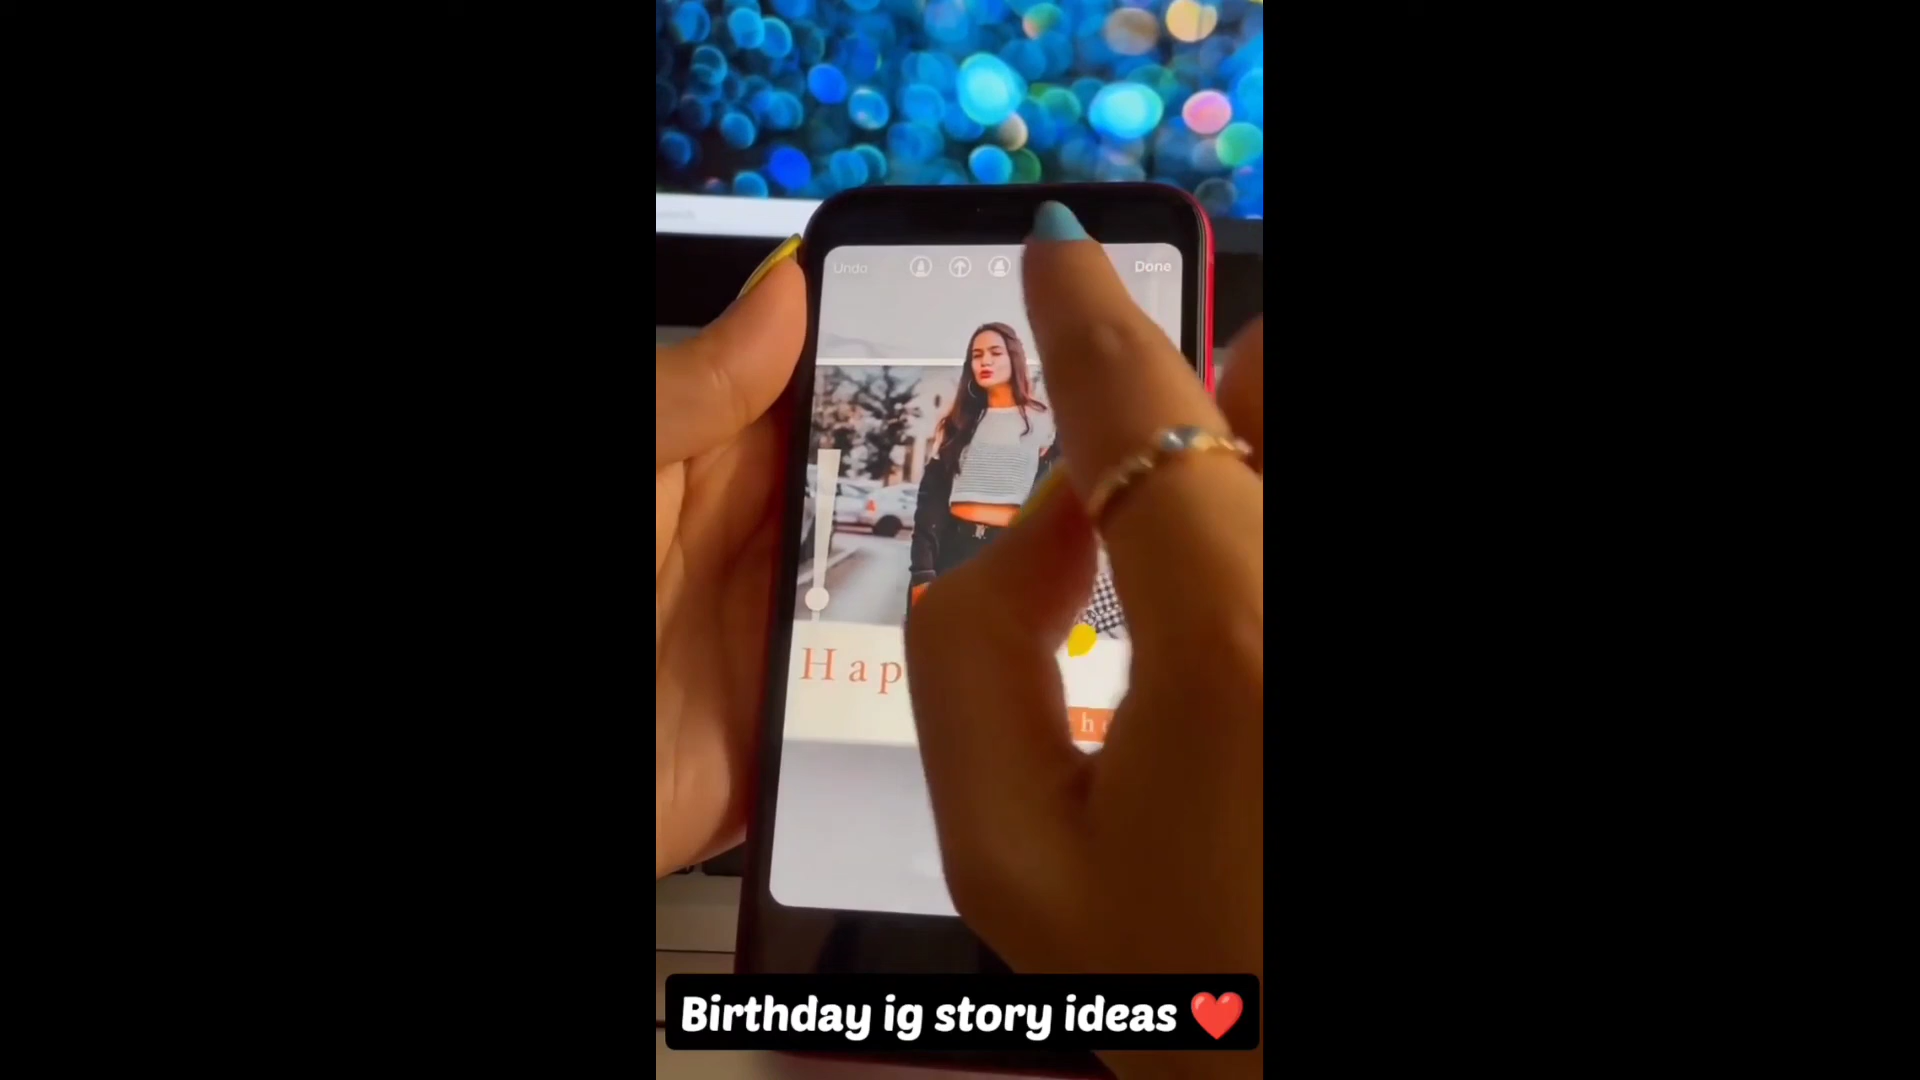 Undo
Done
Hap
Birthday ig story ideas ❤️